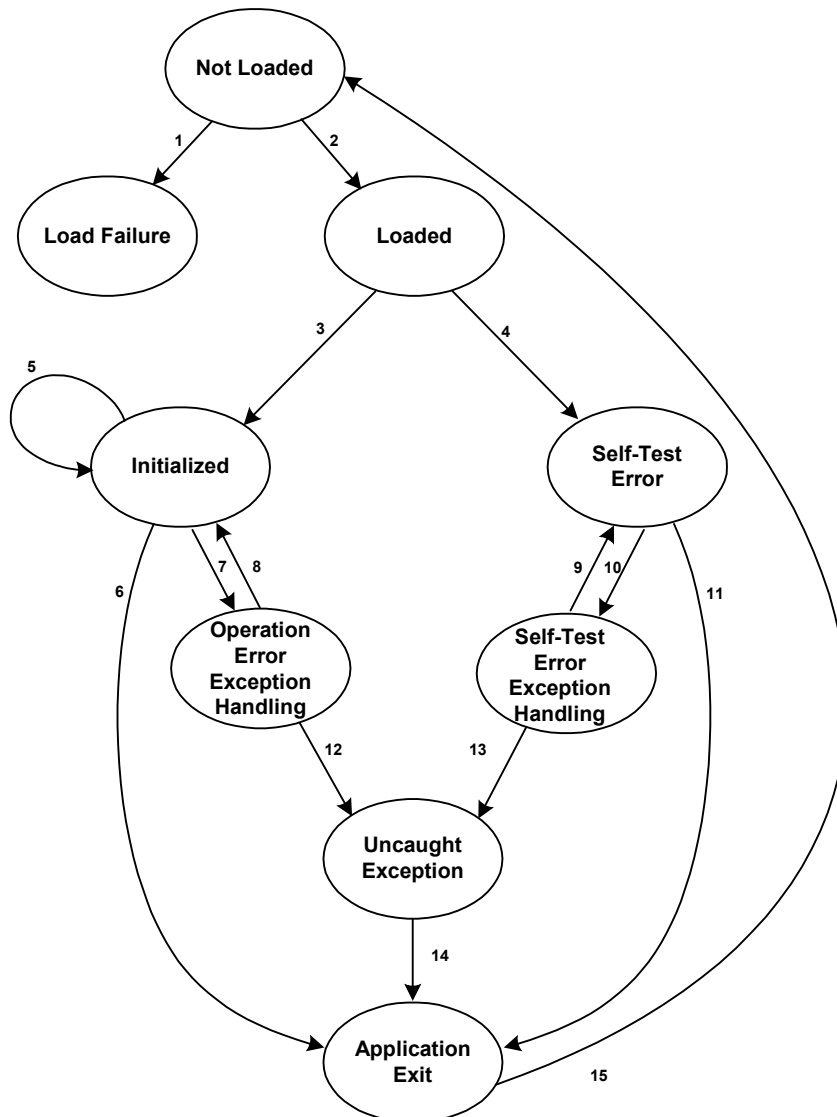 Not Loaded
1
2
Load Failure
Loaded
3
4
5
Initialized
Self-Test
Error
6
7
8
9
10
11
Operation
Error
Exception
Handling
Self-Test
Error
Exception
Handling
12
13
Uncaught
Exception
14
Application
Exit
15